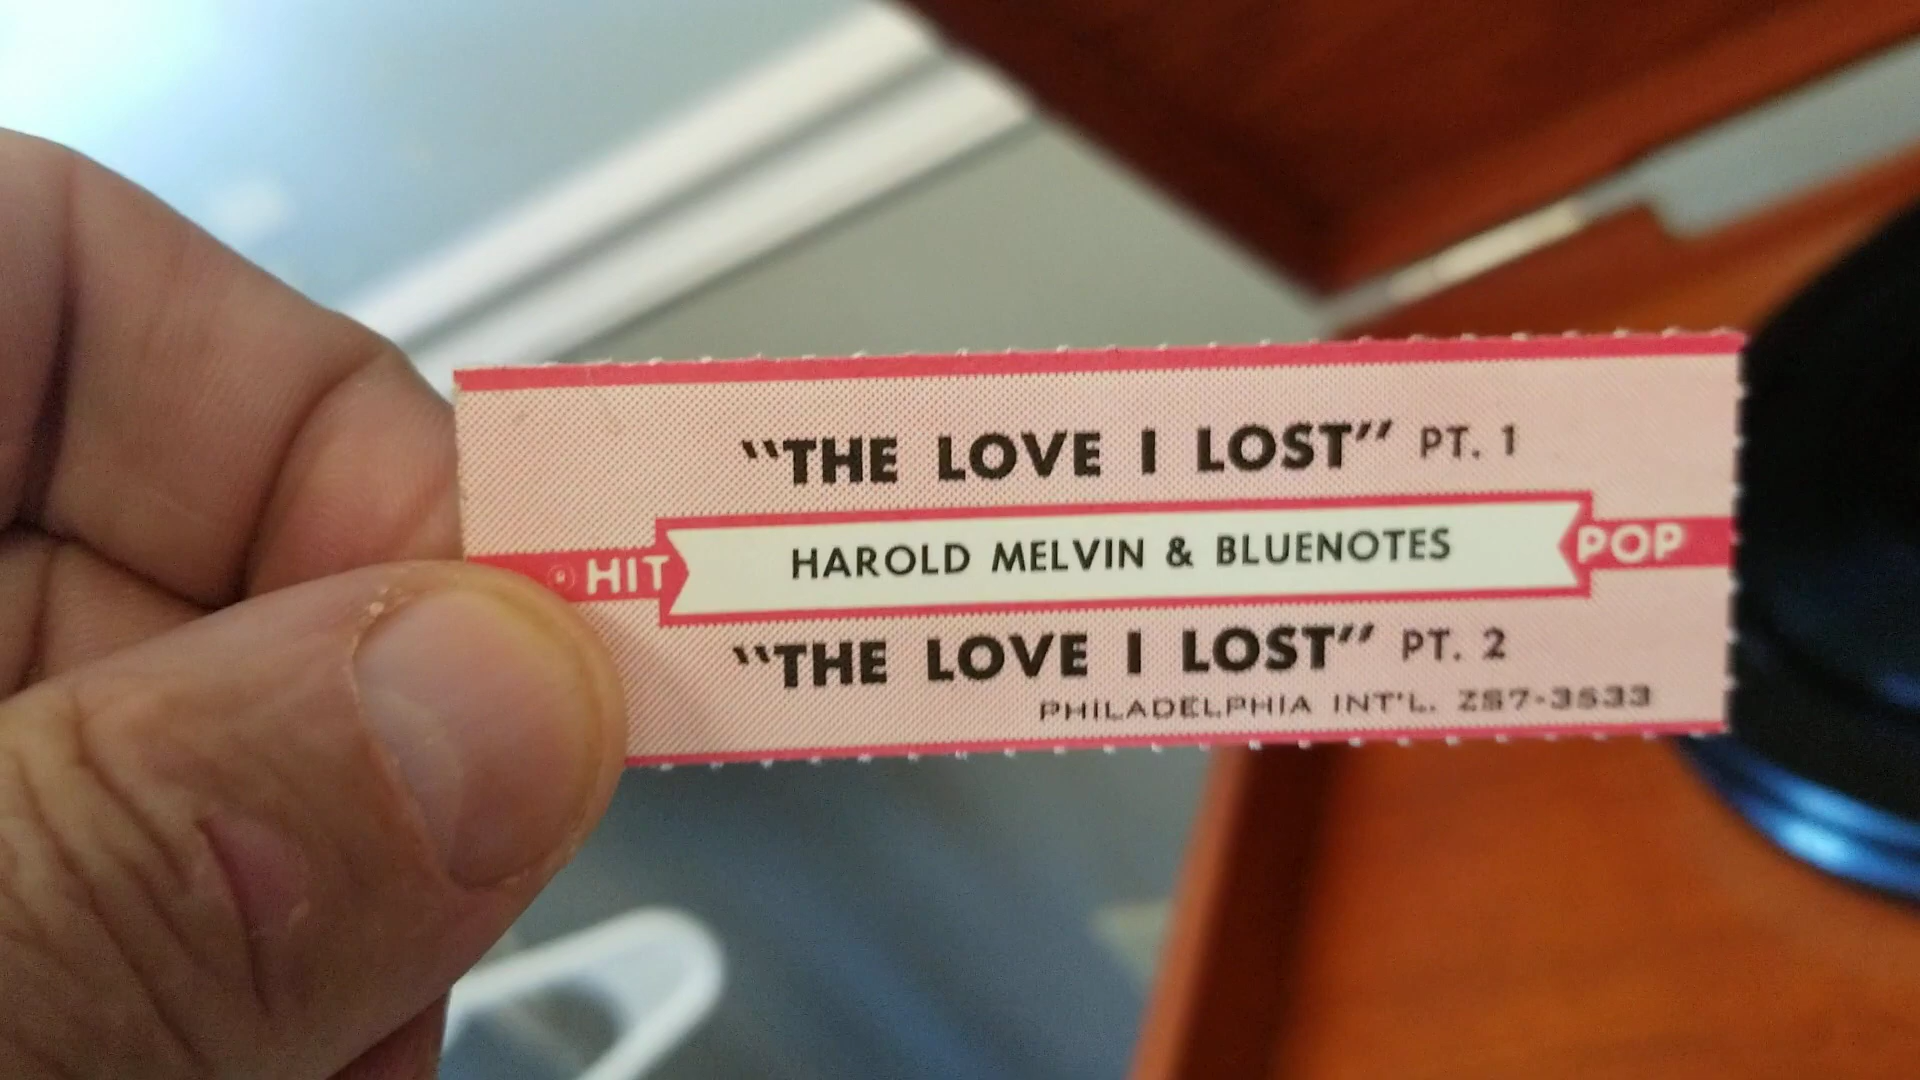 "THE LOVE I LOST" PT. 1
HIT HAROLD MELVIN & BLUENOTES POP
"THE LOVE I LOST" PT. 2
PHILADELPHIA INT'L. ZS7-3533